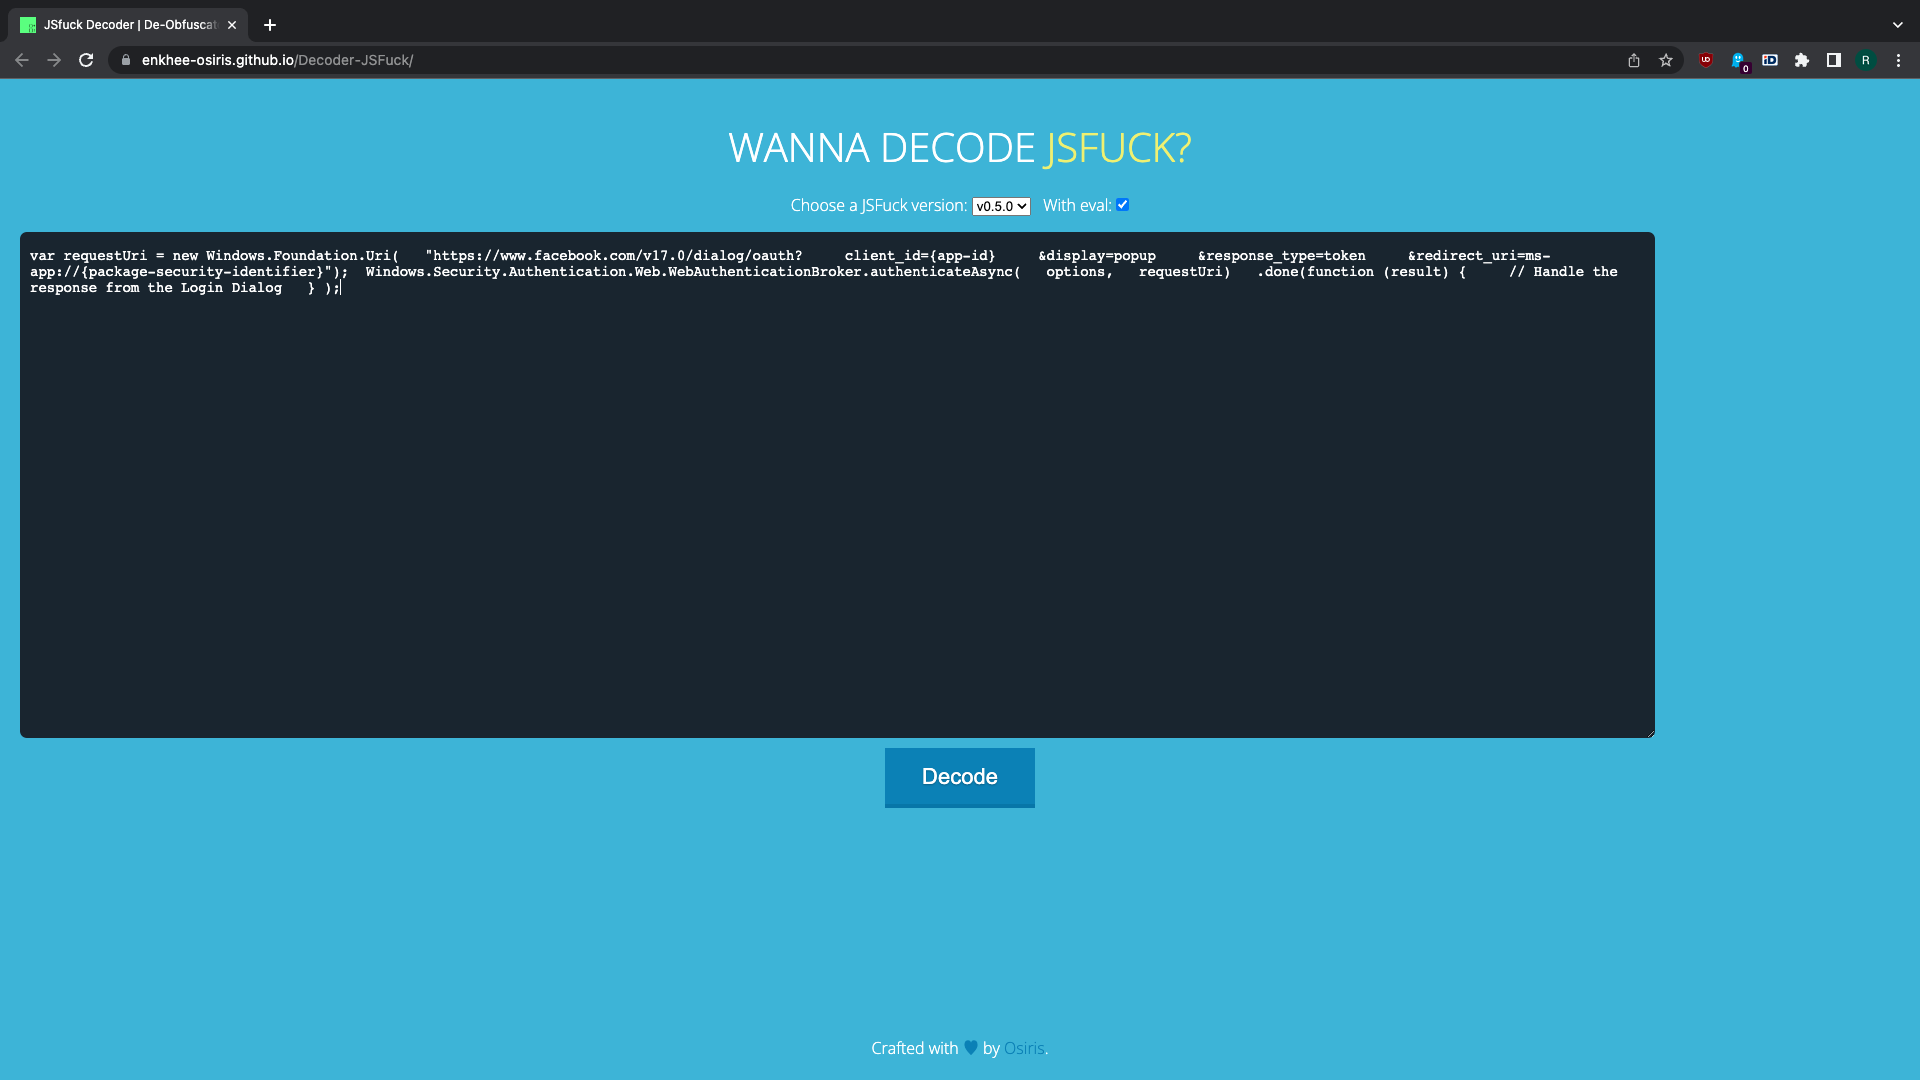 JSfuck Decoder | De-Obfuscat
enkhee-osiris.github.io/Decoder-JSFuck/
0
R
WANNA DECODE JSFUCK?
Choose a JSFuck version: v0.5.0 With eval:
var requestUri = new Windows.Foundation.Uri(   "https://www.facebook.com/v17.0/dialog/oauth?     client_id={app-id}     &display=popup     &response_type=token     &redirect_uri=ms-
app://{package-security-identifier}");  Windows.Security.Authentication.Web.WebAuthenticationBroker.authenticateAsync(   options,   requestUri)   .done(function (result) {     // Handle the
response from the Login Dialog   } );
Decode
Crafted with by Osiris.